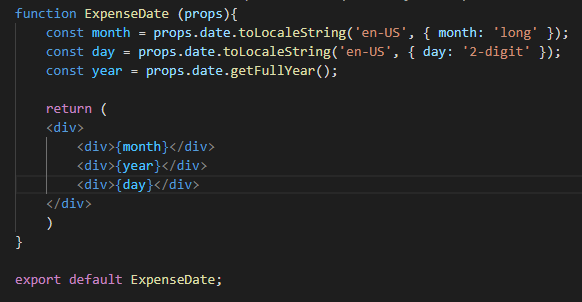 function ExpenseDate (props){
    const month = props.date.toLocaleString('en-US', { month: 'long' });
    const day = props.date.toLocaleString('en-US', { day: '2-digit' });
    const year = props.date.getFullYear();

    return (
    <div>
        <div>{month}</div>
        <div>{year}</div>
        <div>{day}</div>
    </div>
    )
}

export default ExpenseDate;